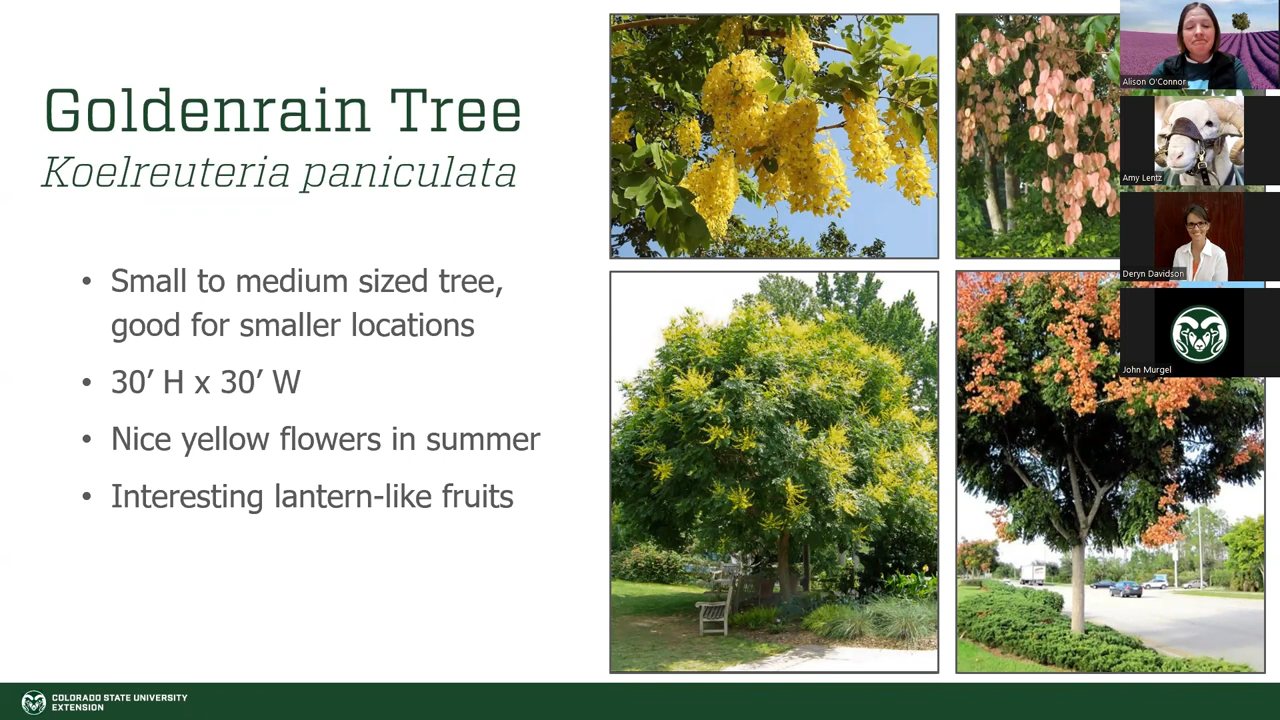 Goldenrain Tree
Koelreuteria paniculata
• Small to medium sized tree,
good for smaller locations
• 30’ H x 30’ W
• Nice yellow flowers in summer
• Interesting lantern-like fruits
Alison O'Connor
Amy Lentz
Deryn Davidson
John Murgel
COLORADO STATE UNIVERSITY
EXTENSION